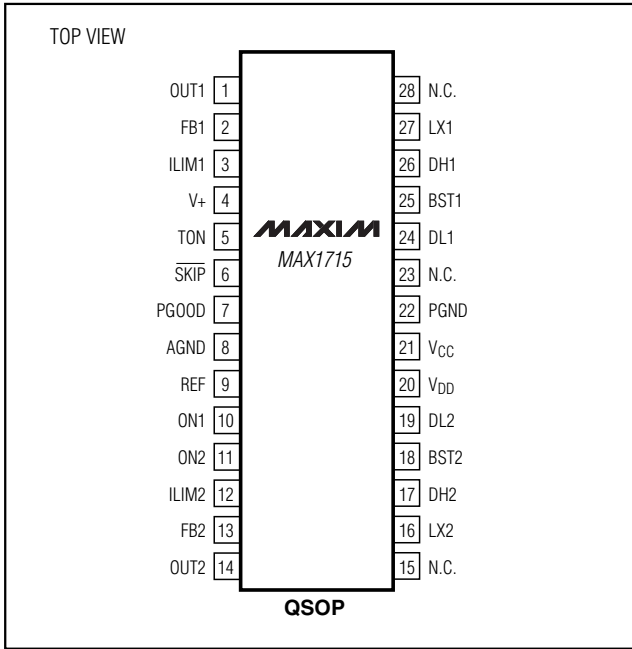 TOP VIEW
OUT1 1 28 N.C.
FB1 2 27 LX1
ILIM1 3 26 DH1
V+ 4 25 BST1
TON 5 MAXIM 24 DL1
SKIP 6 MAX1715 23 N.C.
PGOOD 7 22 PGND
AGND 8 21 VCC
REF 9 20 VDD
ON1 10 19 DL2
ON2 11 18 BST2
ILIM2 12 17 DH2
FB2 13 16 LX2
OUT2 14 15 N.C.
QSOP